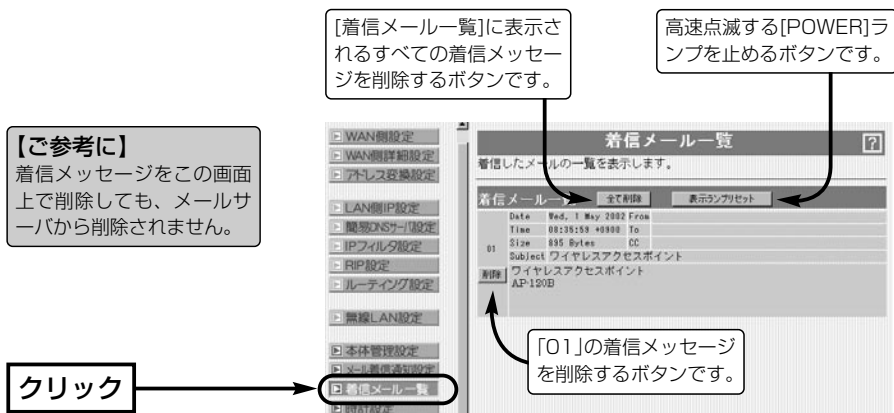 [着信メール一覧]に表示さ
れるすべての着信メッセー
ジを削除するボタンです。
高速点滅する[POWER]ラ
ンプを止めるボタンです。
【ご参考に】
着信メッセージをこの画面
上で削除しても、メールサ
ーバから削除されません。
WAN側設定
WAN側詳細設定
アドレス変換設定
LAN側IP設定
簡易DNSサーバ設定
IPフィルタ設定
RIP設定
ルーティング設定
無線LAN設定
本体管理設定
メール着信通知設定
着信メール一覧
時計設定
着信メール一覧 ?
着信したメールの一覧を表示します。
着信メール一覧 全て削除 表示ランプリセット
Date Wed, 1 May 2002 From
Time 08:35:59 +0900 To
01 Size 895 Bytes CC
Subject ワイヤレスアクセスポイント
削除 ワイヤレスアクセスポイント
AP-120B
「01」の着信メッセージ
を削除するボタンです。
クリック